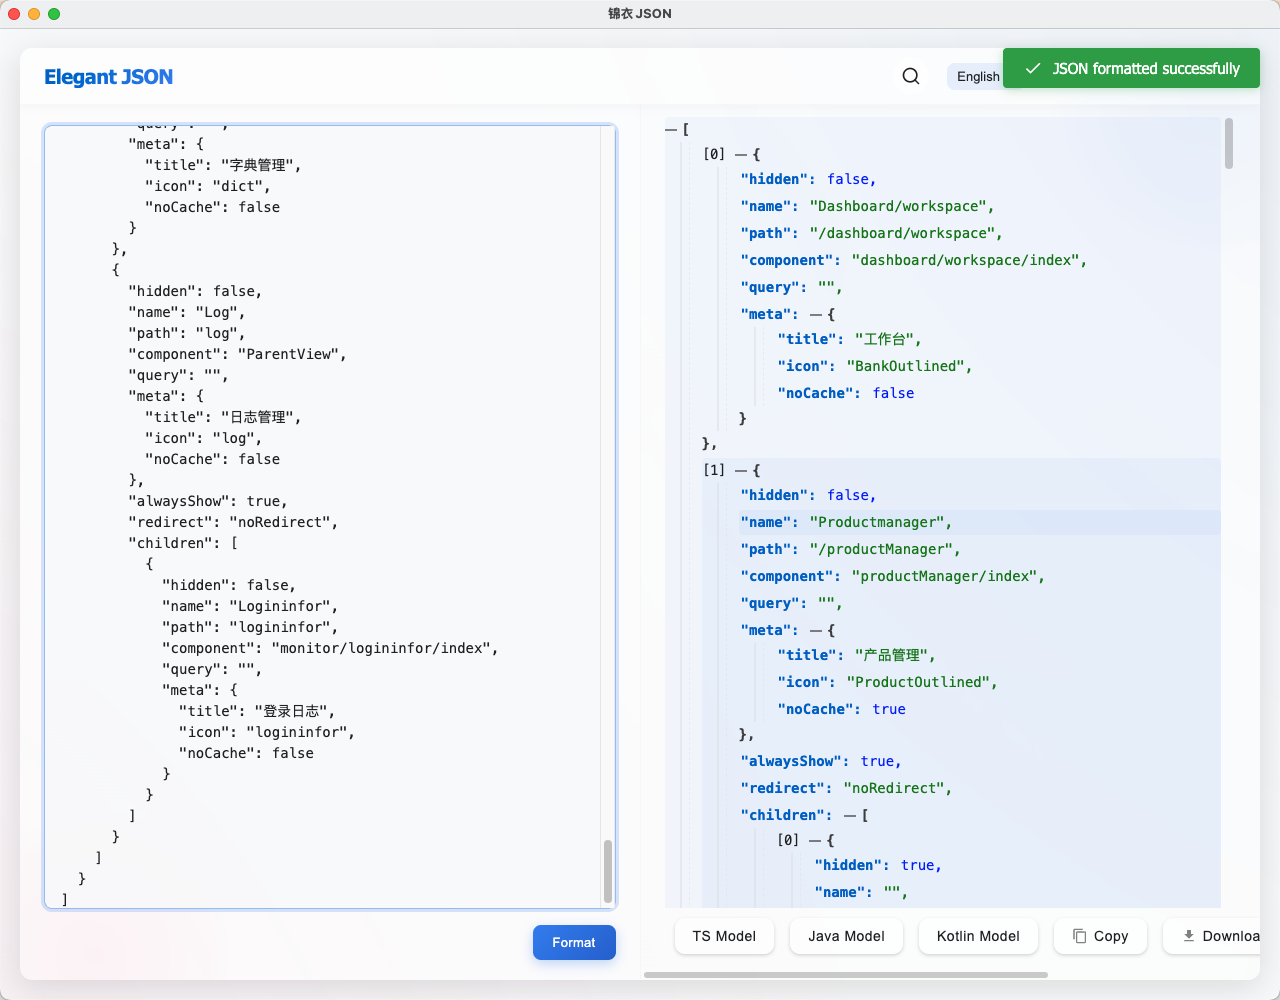 锦衣 JSON
Elegant JSON
English
JSON formatted successfully
"query": "",
"meta": {
"title": "字典管理",
"icon": "dict",
"noCache": false
}
},
{
"hidden": false,
"name": "Log",
"path": "log",
"component": "ParentView",
"query": "",
"meta": {
"title": "日志管理",
"icon": "log",
"noCache": false
},
"alwaysShow": true,
"redirect": "noRedirect",
"children": [
{
"hidden": false,
"name": "Logininfor",
"path": "logininfor",
"component": "monitor/logininfor/index",
"query": "",
"meta": {
"title": "登录日志",
"icon": "logininfor",
"noCache": false
}
}
]
}
]
}
]
Format
[
[0] {
"hidden": false,
"name": "Dashboard/workspace",
"path": "/dashboard/workspace",
"component": "dashboard/workspace/index",
"query": "",
"meta": {
"title": "工作台",
"icon": "BankOutlined",
"noCache": false
}
},
[1] {
"hidden": false,
"name": "Productmanager",
"path": "/productManager",
"component": "productManager/index",
"query": "",
"meta": {
"title": "产品管理",
"icon": "ProductOutlined",
"noCache": true
},
"alwaysShow": true,
"redirect": "noRedirect",
"children": [
[0] {
"hidden": true,
"name": "",
TS Model
Java Model
Kotlin Model
Copy
Downloa